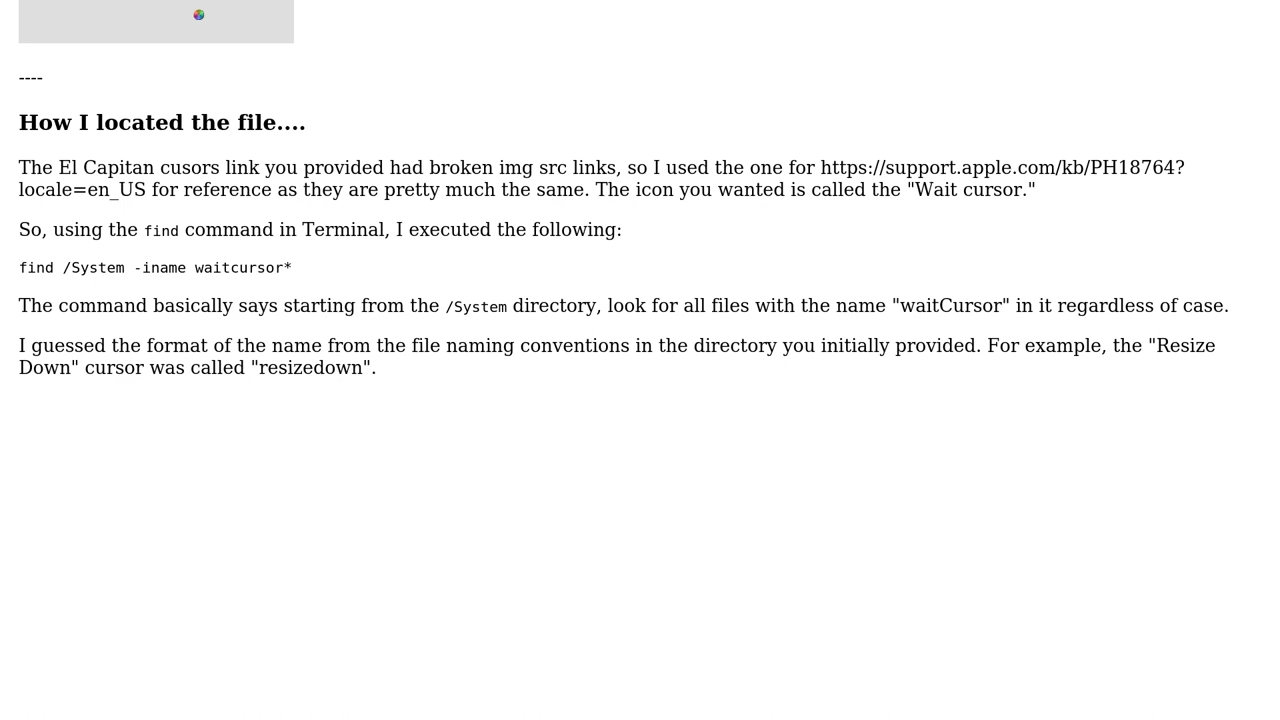 ----
How I located the file....
The El Capitan cusors link you provided had broken img src links, so I used the one for https://support.apple.com/kb/PH18764?
locale=en_US for reference as they are pretty much the same. The icon you wanted is called the "Wait cursor."
So, using the find command in Terminal, I executed the following:
find /System -iname waitcursor*
The command basically says starting from the /System directory, look for all files with the name "waitCursor" in it regardless of case.
I guessed the format of the name from the file naming conventions in the directory you initially provided. For example, the "Resize
Down" cursor was called "resizedown".